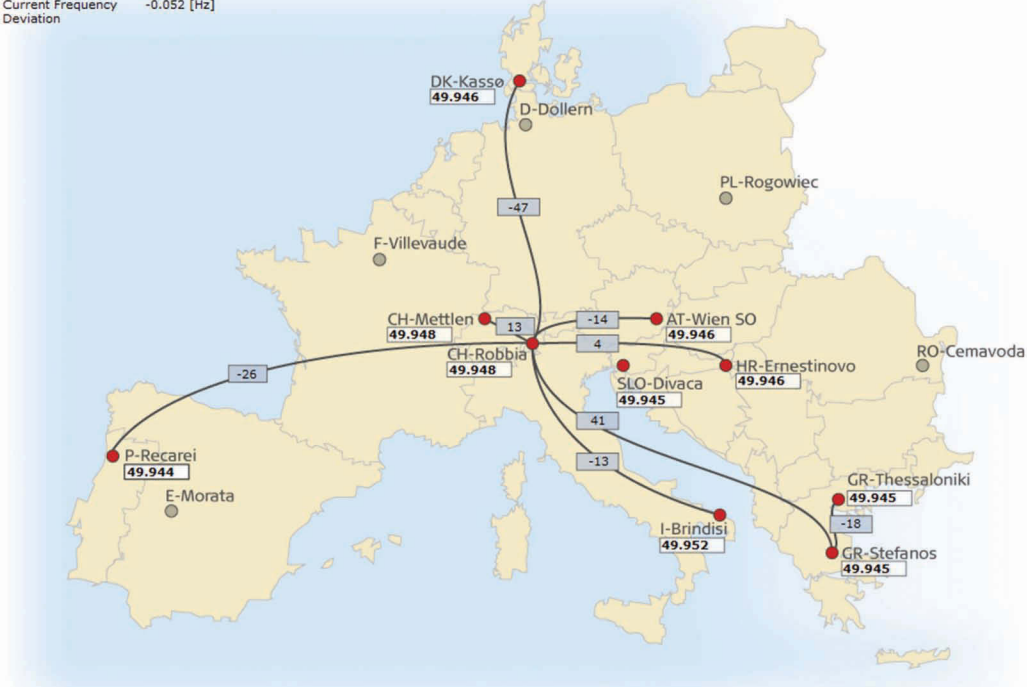 Current Frequency -0.052 [Hz]
Deviation
DK-Kassø
49.946
D-Dollern
-47
PL-Rogowiec
F-Villevaude
CH-Mettlen
49.948
13
-14
AT-Wien SO
49.946
CH-Robbia
49.948
4
HR-Ernestinovo
49.946
RO-Cernavoda
-26
SLO-Divaca
49.945
41
-13
P-Recarei
49.944
E-Morata
GR-Thessaloniki
49.945
-18
I-Brindisi
49.952
GR-Stefanos
49.945